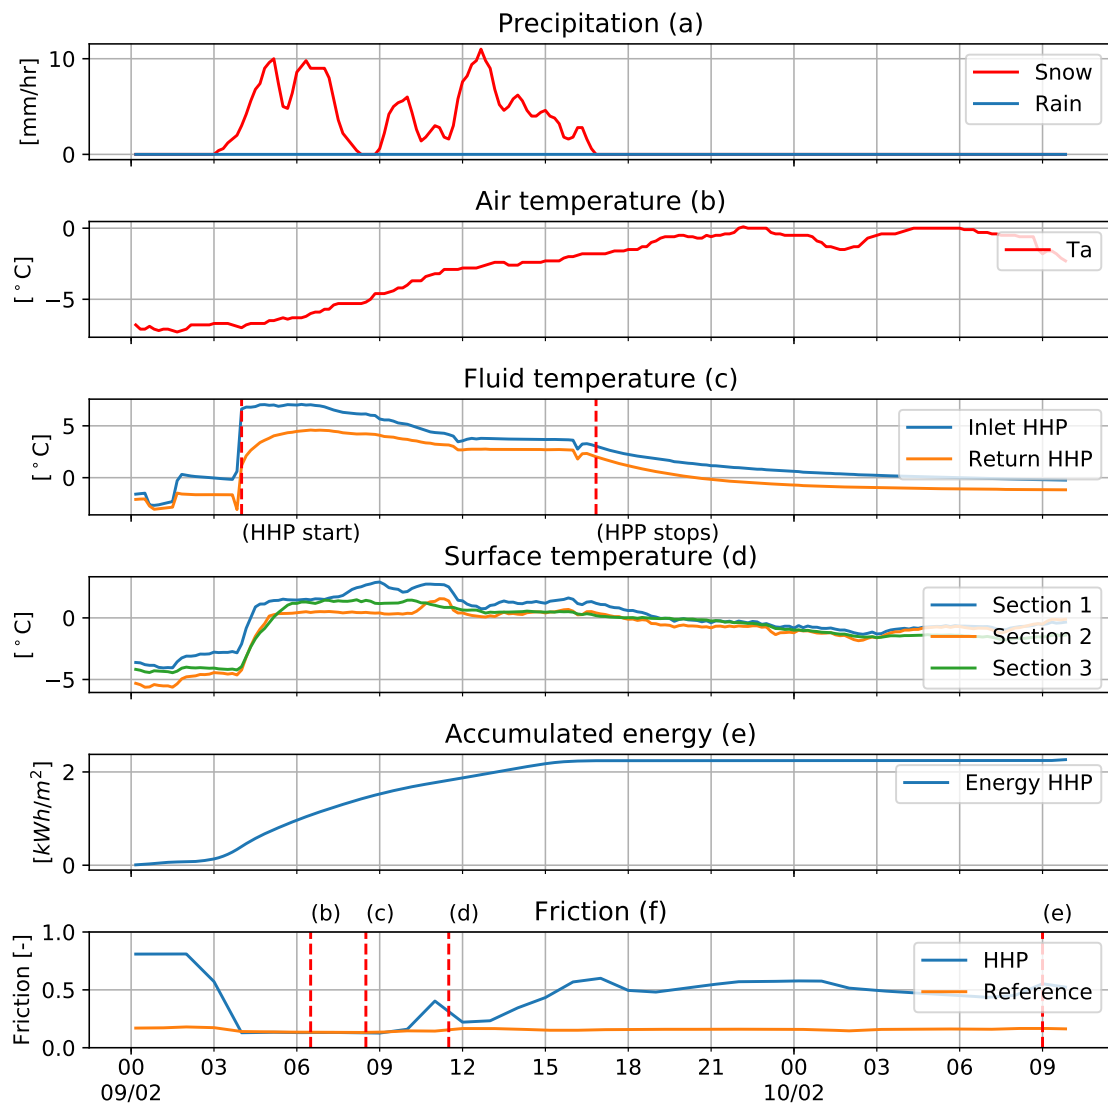 Precipitation (a)
[mm/hr]
10
0
Snow
Rain
Air temperature (b)
[°C]
0
−5
Ta
Fluid temperature (c)
[°C]
5
0
Inlet HHP
Return HHP
(HHP start)
(HPP stops)
Surface temperature (d)
[°C]
0
−5
Section 1
Section 2
Section 3
Accumulated energy (e)
[kWh/m²]
2
0
Energy HHP
(b) (c) (d) Friction (f) (e)
Friction [-]
1.0
0.5
0.0
HHP
Reference
00 03 06 09 12 15 18 21 00 03 06 09
09/02 10/02